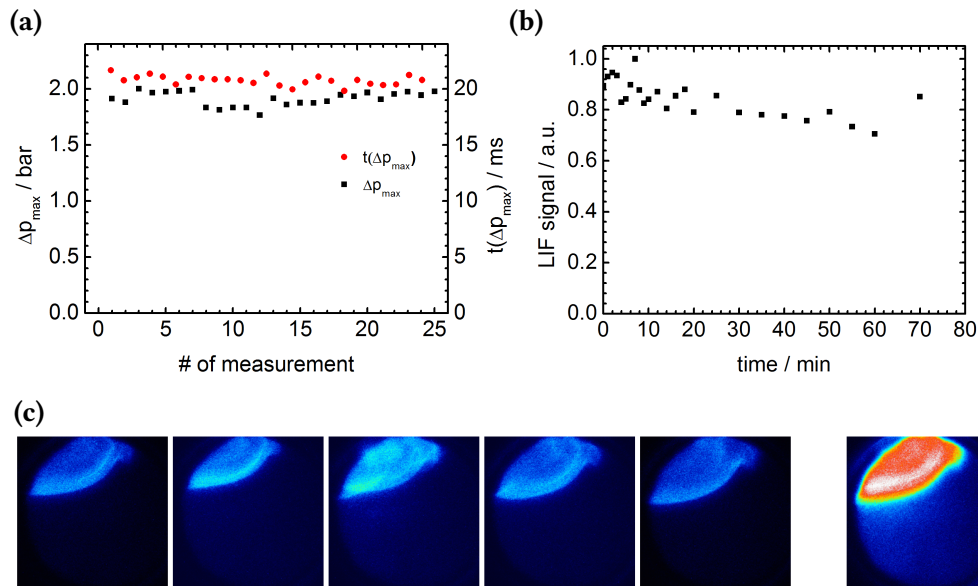 (a)
2.0
1.5
1.0
0.5
0.0
Δp_max / bar
0 5 10 15 20 25
# of measurement
20
15
10
5
0
t(Δp_max) / ms
t(Δp_max)
Δp_max
(b)
1.0
0.8
0.6
0.4
0.2
0.0
LIF signal / a.u.
0 10 20 30 40 50 60 70 80
time / min
(c)